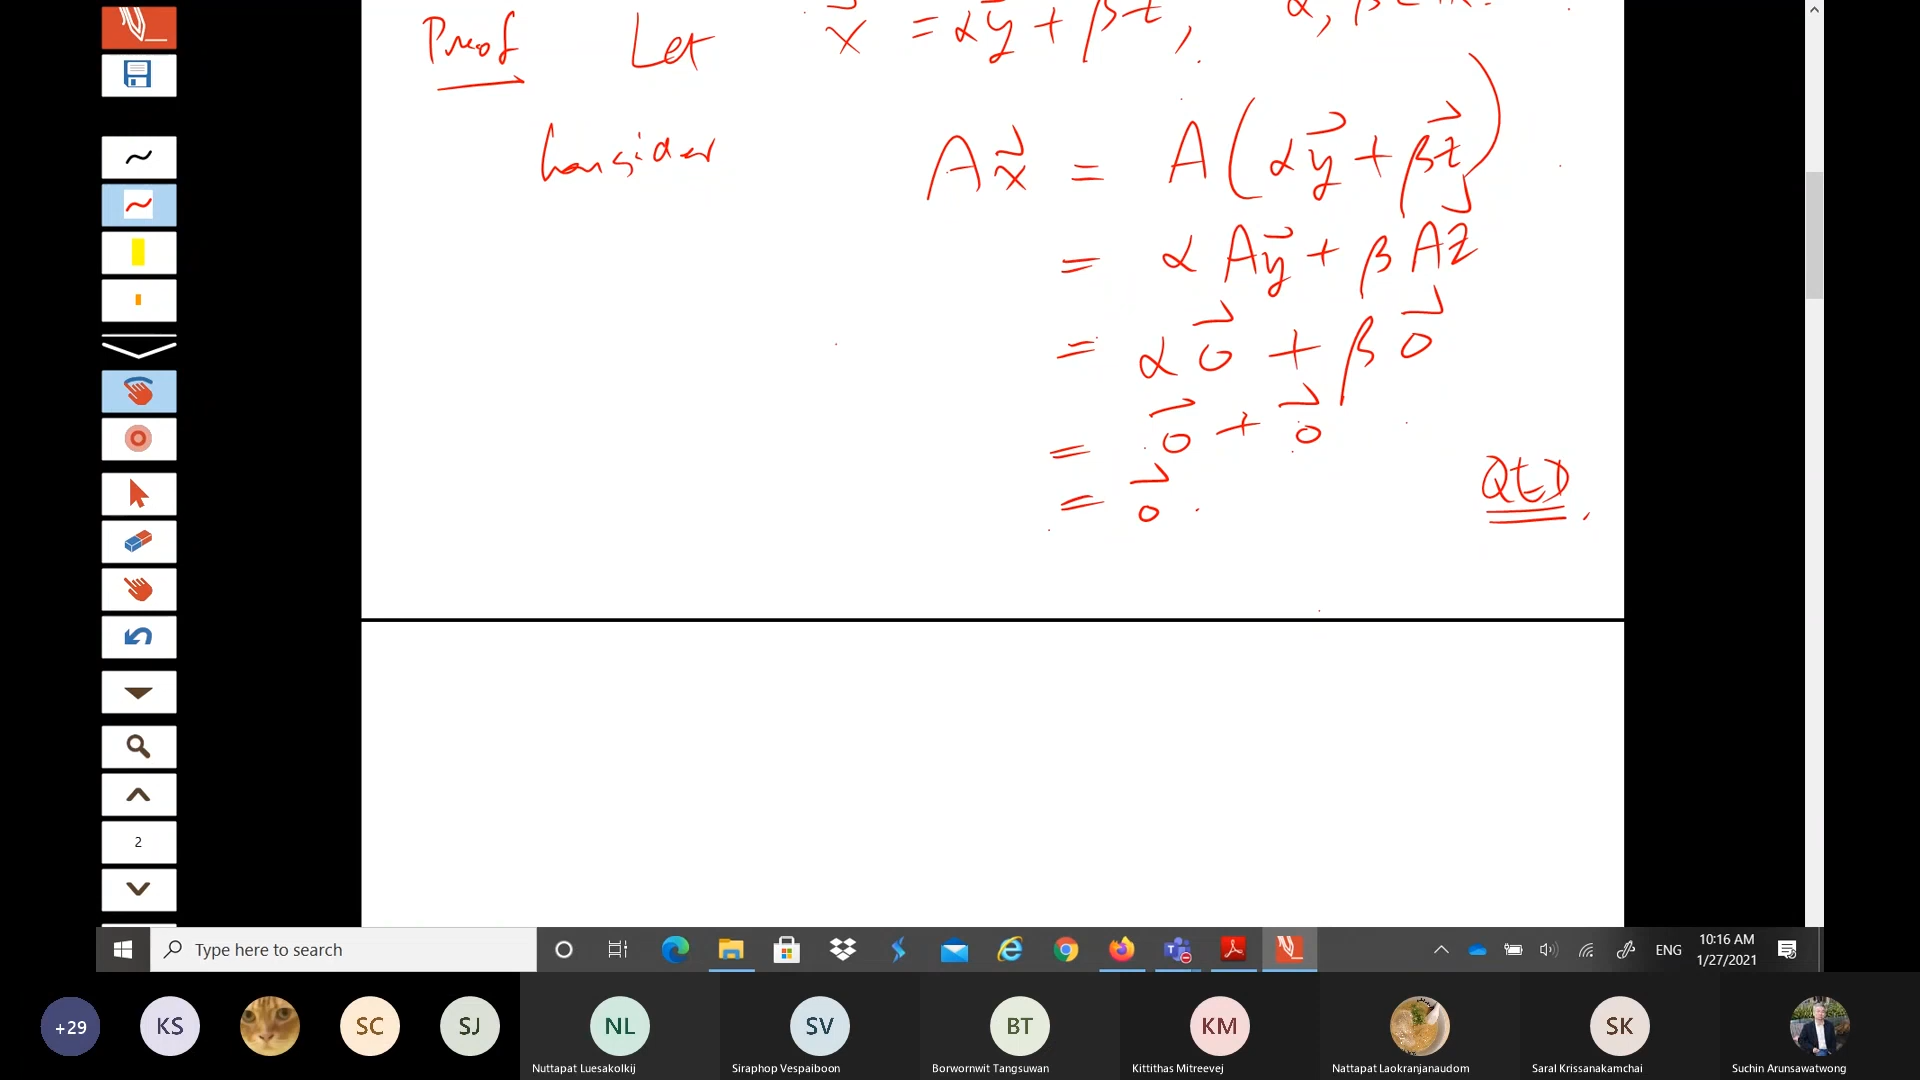 Proof Let x⃗ = αy⃗ + βz⃗, α, β ∈ ℝ.
Consider Ax⃗ = A(αy⃗ + βz⃗)
= αAy⃗ + βAz⃗
= α0⃗ + β0⃗
= 0⃗ + 0⃗
= 0⃗.
QED.
2
Type here to search
ENG
10:16 AM
1/27/2021
+29
KS
SC
SJ
NL
SV
BT
KM
SK
Nuttapat Luesakolkij
Siraphop Vespaiboon
Borwornwit Tangsuwan
Kittithas Mitreevej
Nattapat Laokranjanaudom
Saral Krissanakamchai
Suchin Arunsawatwong